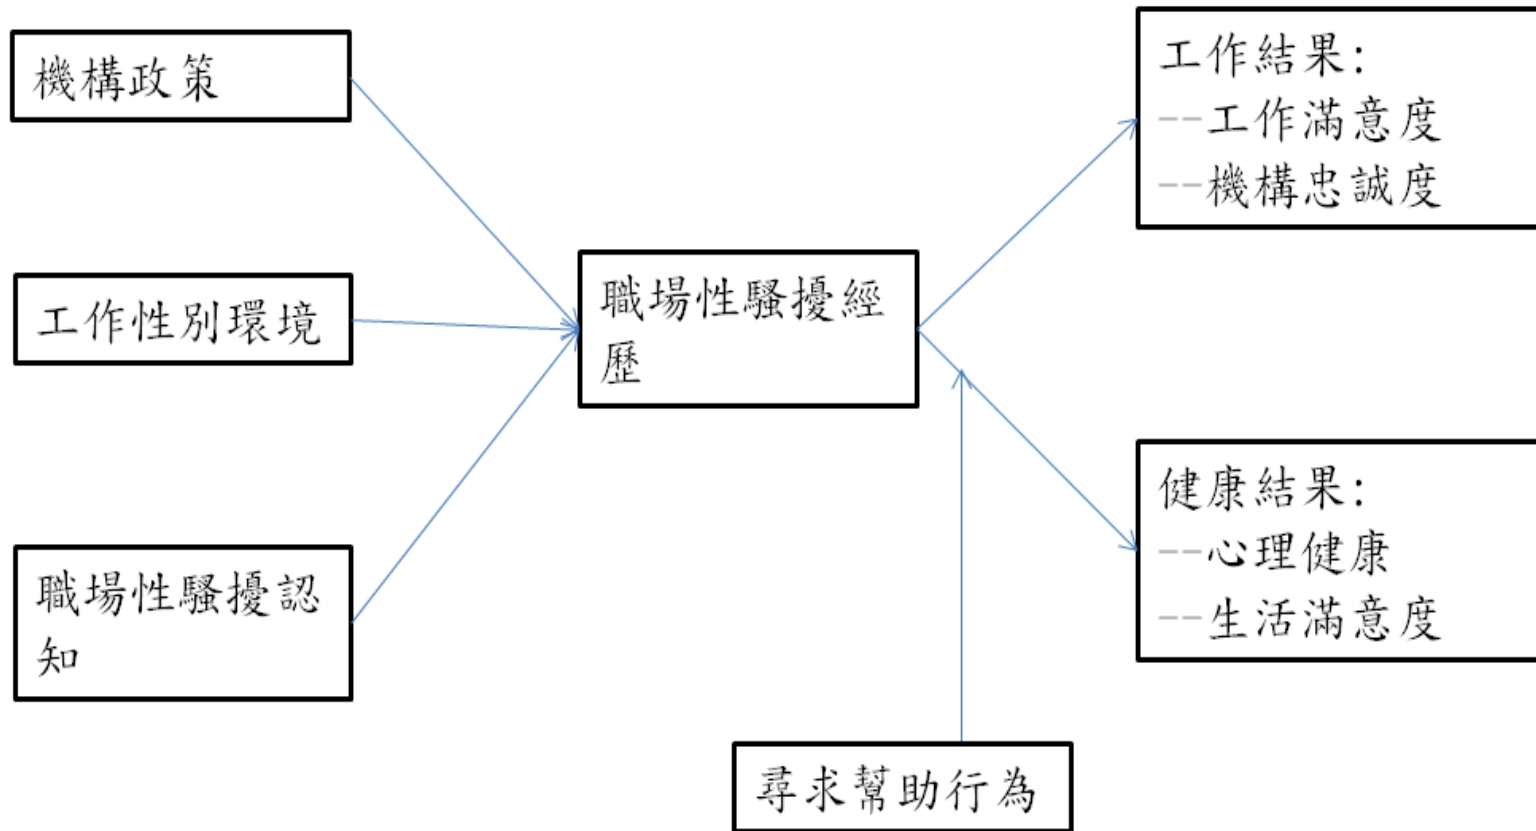 機構政策
工作性別環境
職場性騷擾認
知
職場性騷擾經
歷
工作結果:
--工作滿意度
--機構忠誠度
健康結果:
--心理健康
--生活滿意度
尋求幫助行為